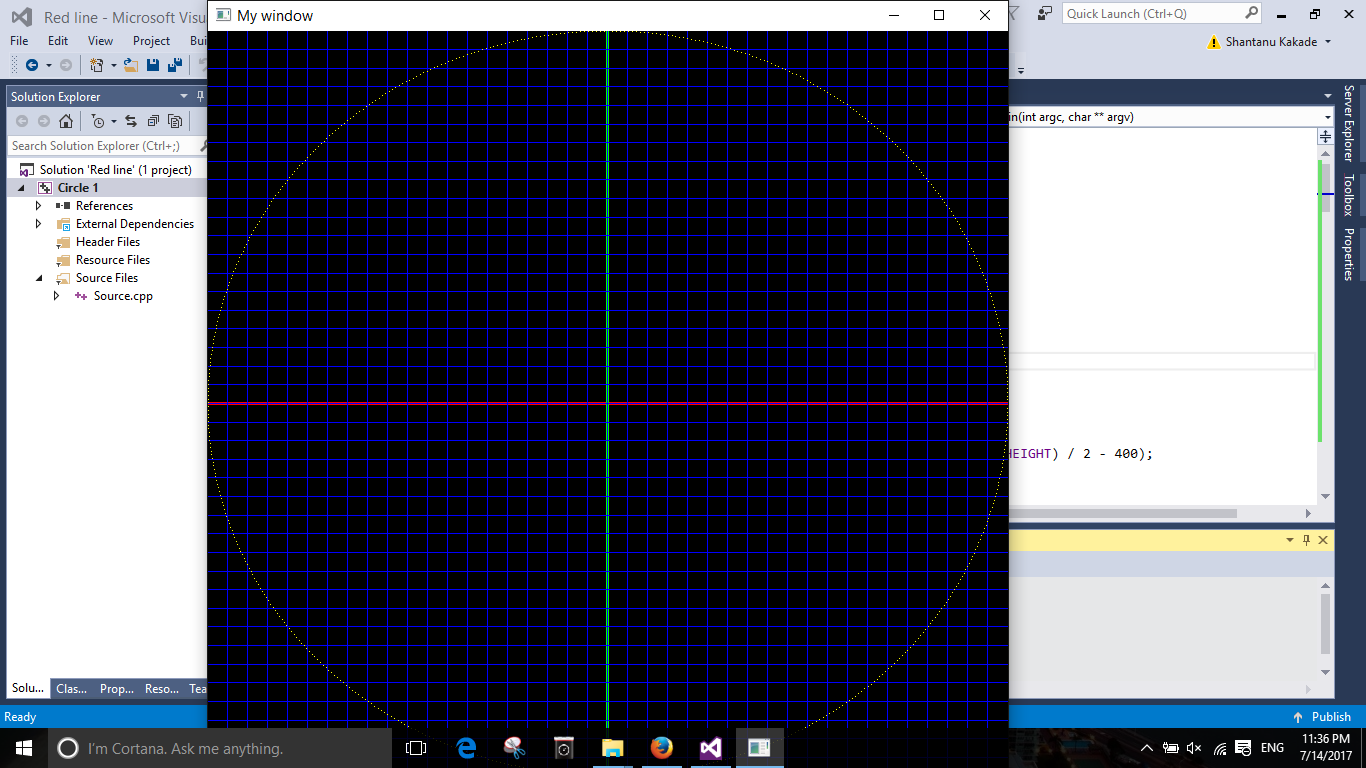 Red line - Microsoft Visu
My window
Quick Launch (Ctrl+Q)
File Edit View Project Bui
Shantanu Kakade
Solution Explorer
in(int argc, char ** argv)
Search Solution Explorer (Ctrl+;)
Solution 'Red line' (1 project)
Circle 1
References
External Dependencies
Header Files
Resource Files
Source Files
Source.cpp
Server Explorer
Toolbox
Properties
HEIGHT) / 2 - 400);
Solu... Clas... Prop... Reso... Tea
Ready
Publish
I'm Cortana. Ask me anything.
ENG
11:36 PM
7/14/2017